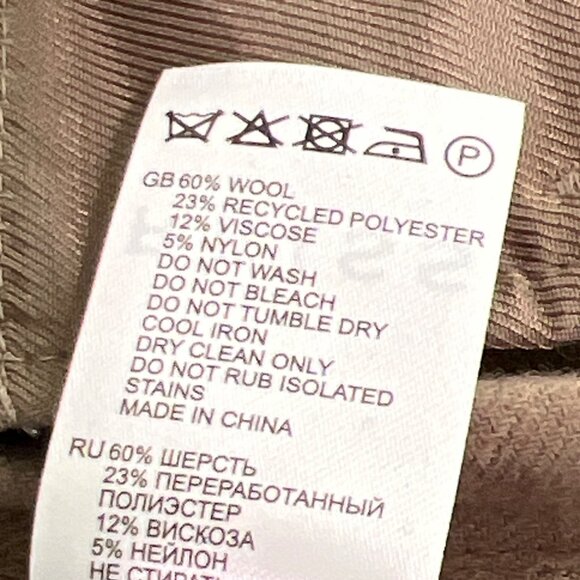 P
GB 60% WOOL
23% RECYCLED POLYESTER
12% VISCOSE
5% NYLON
DO NOT WASH
DO NOT BLEACH
DO NOT TUMBLE DRY
COOL IRON
DRY CLEAN ONLY
DO NOT RUB ISOLATED
STAINS
MADE IN CHINA
RU 60% ШЕРСТЬ
23% ПЕРЕРАБОТАННЫЙ
ПОЛИЭСТЕР
12% ВИСКОЗА
5% НЕЙЛОН
НЕ СТИРАТЬ